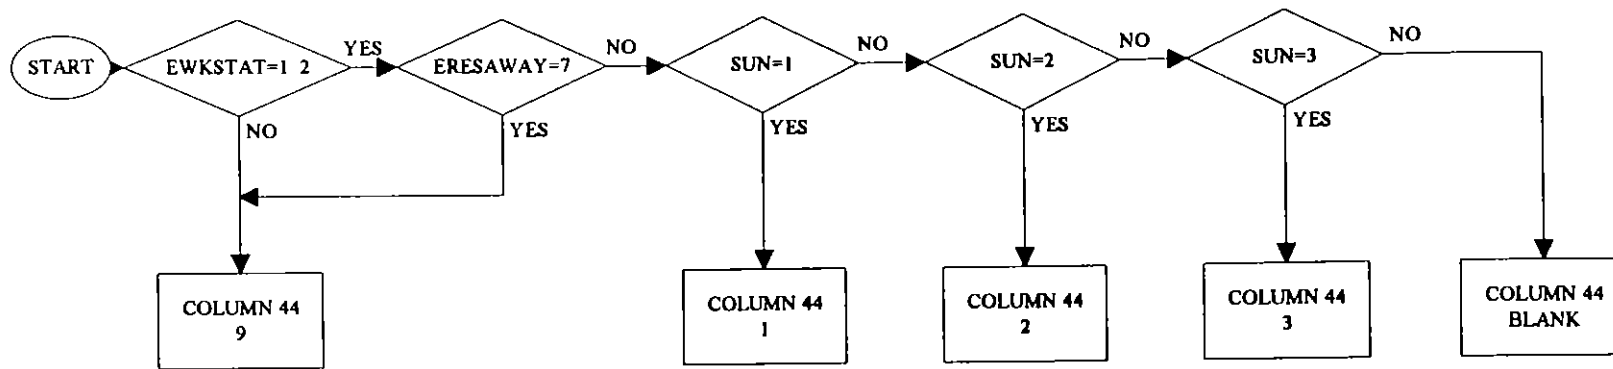 START
EWKSTAT=1 2
YES
ERESAWAY=7
NO
SUN=1
NO
SUN=2
NO
SUN=3
NO
NO
YES
YES
YES
YES
COLUMN 44
9
COLUMN 44
1
COLUMN 44
2
COLUMN 44
3
COLUMN 44
BLANK